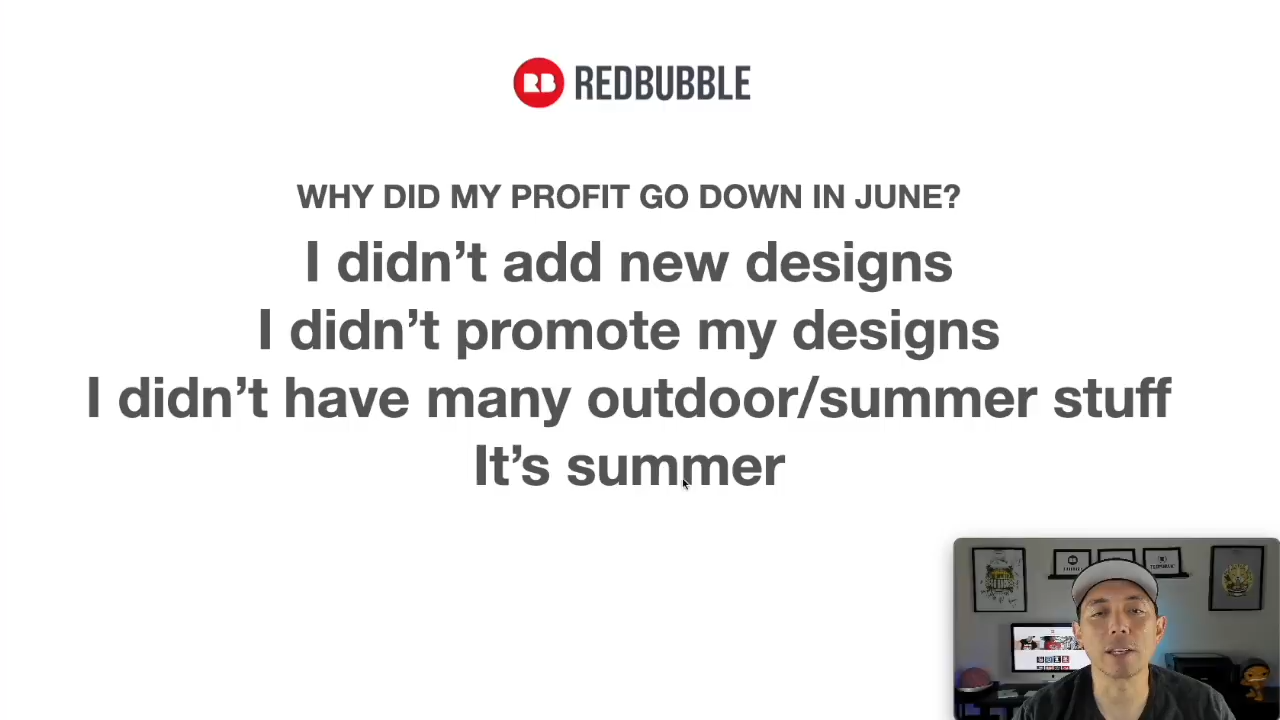 RB REDBUBBLE
WHY DID MY PROFIT GO DOWN IN JUNE?
I didn’t add new designs
I didn’t promote my designs
I didn’t have many outdoor/summer stuff
It’s summer